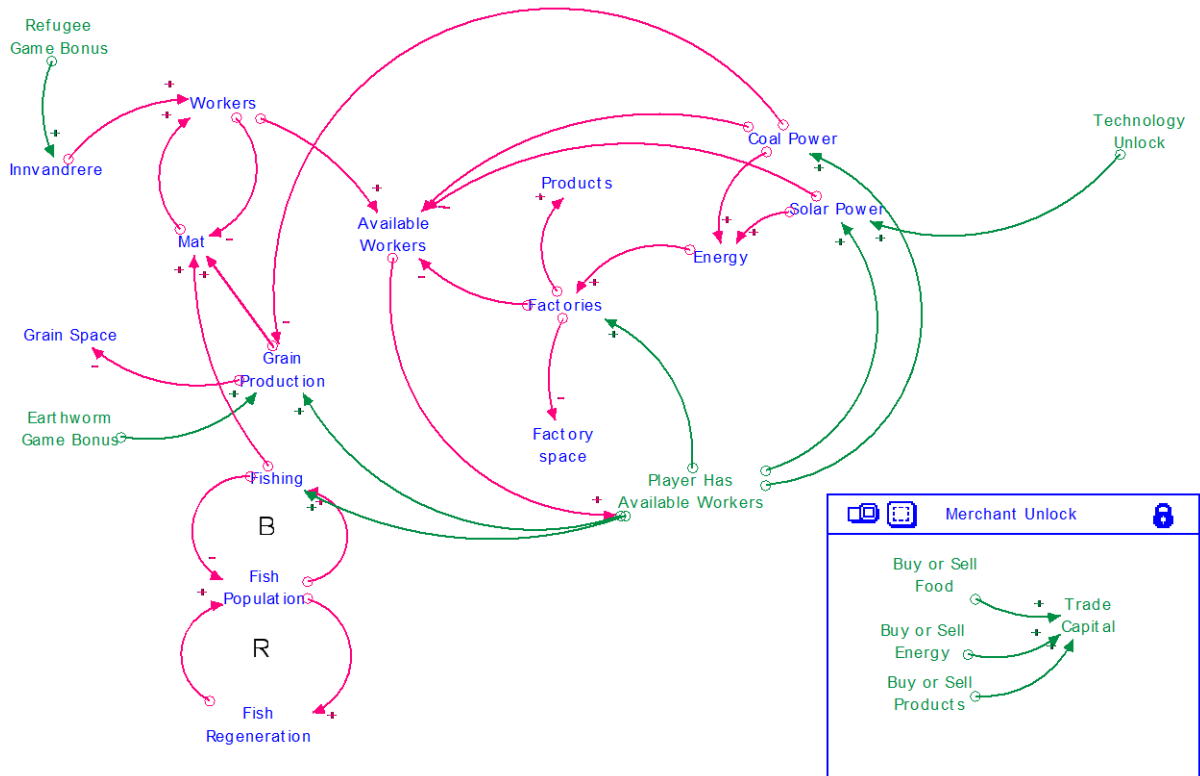 Refugee
Game Bonus
Workers
Innvandrere
Mat
Available
Workers
Products
Coal Power
Technology
Unlock
Solar Power
Energy
Factories
Grain Space
Grain
Production
Earthworm
Game Bonus
Factory
space
Fishing
Player Has
Available Workers
B
Fish
Population
R
Fish
Regeneration
Merchant Unlock
Buy or Sell
Food
Trade
Capital
Buy or Sell
Energy
Buy or Sell
Products